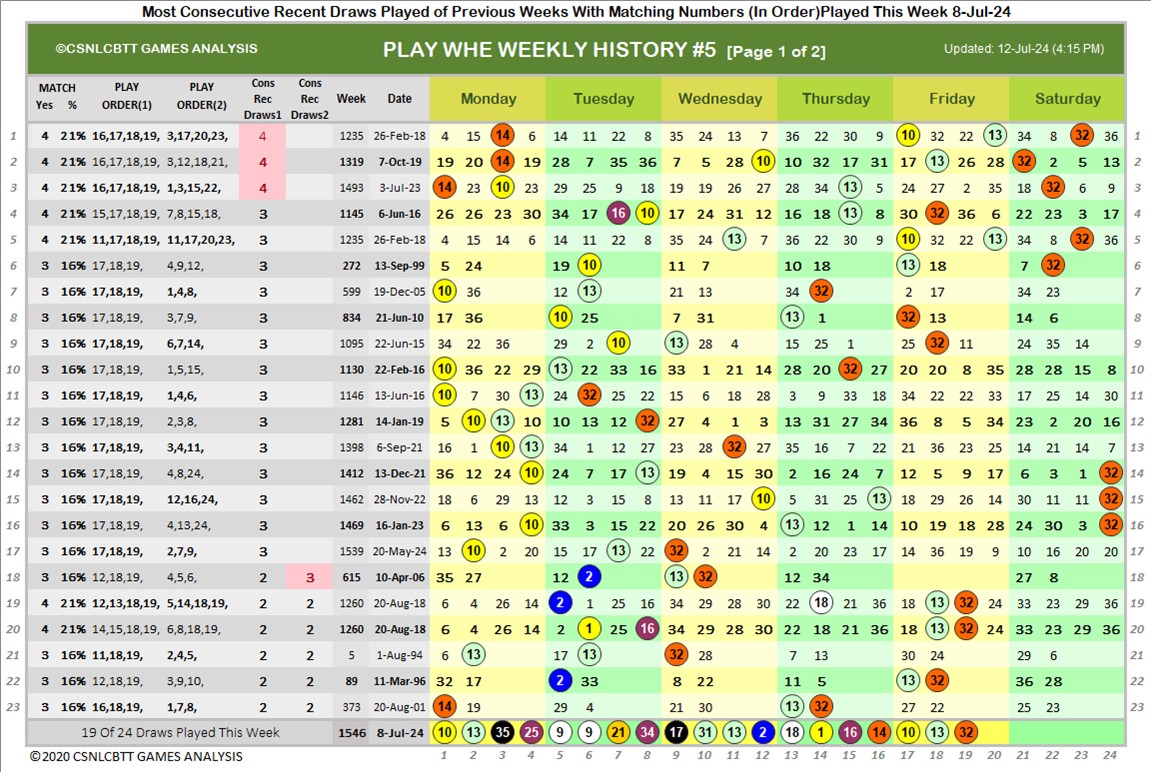 Most Consecutive Recent Draws Played of Previous Weeks With Matching Numbers (In Order)Played This Week 8-Jul-24
©CSNLCBTT GAMES ANALYSIS PLAY WHE WEEKLY HISTORY #5 [Page 1 of 2] Updated: 12-Jul-24 (4:15 PM)
MATCH PLAY PLAY Cons Cons
Yes % ORDER(1) ORDER(2) Rec Rec Week Date Monday Tuesday Wednesday Thursday Friday Saturday
Draws1 Draws2
1 4 21% 16,17,18,19, 3,17,20,23, 4 1235 26-Feb-18 4 15 14 6 14 11 22 8 35 24 13 7 36 22 30 9 10 32 22 13 34 8 23 36 1
2 4 21% 16,17,18,19, 3,12,18,21, 4 1319 7-Oct-19 19 20 14 19 28 7 35 36 7 5 28 10 10 32 17 31 17 13 26 28 32 2 5 13 2
3 4 21% 16,17,18,19, 1,3,15,22, 4 1493 3-Jul-23 14 23 10 23 29 25 9 18 19 19 26 27 28 34 13 5 24 27 2 35 18 32 6 9 3
4 4 21% 15,17,18,19, 7,8,15,18, 3 1145 6-Jun-16 26 26 23 30 34 17 16 10 17 24 31 12 16 18 13 8 30 32 36 6 22 23 3 17 4
5 4 21% 11,17,18,19, 11,17,20,23, 3 1235 26-Feb-18 4 15 14 6 14 11 22 8 35 24 13 7 36 22 30 9 10 32 22 13 34 8 32 36 5
6 3 16% 17,18,19, 4,9,12, 3 272 13-Sep-99 5 24 19 10 11 7 10 18 13 18 7 32 6
7 3 16% 17,18,19, 1,4,8, 3 599 19-Dec-05 10 36 12 13 21 13 34 32 2 17 34 23 7
8 3 16% 17,18,19, 3,7,9, 3 834 21-Jun-10 17 36 10 25 7 31 13 1 32 13 14 6 8
9 3 16% 17,18,19, 6,7,14, 3 1095 22-Jun-15 34 22 36 29 2 10 13 28 4 15 25 1 25 32 11 24 35 14 9
10 3 16% 17,18,19, 1,5,15, 3 1130 22-Feb-16 10 36 22 29 13 22 33 16 33 1 21 14 28 20 32 27 20 20 8 35 28 28 15 8 10
11 3 16% 17,18,19, 1,4,6, 3 1146 13-Jun-16 10 7 30 13 24 32 25 22 15 6 18 28 3 9 33 18 34 22 22 33 17 25 14 30 11
12 3 16% 17,18,19, 2,3,8, 3 1281 14-Jan-19 5 10 13 10 10 13 12 32 27 4 1 3 13 31 27 34 36 8 5 34 23 2 20 16 12
13 3 16% 17,18,19, 3,4,11, 3 1398 6-Sep-21 16 1 10 13 34 1 12 27 23 28 32 27 35 16 7 22 21 36 23 25 14 21 14 7 13
14 3 16% 17,18,19, 4,8,24, 3 1412 13-Dec-21 36 12 24 10 24 7 17 13 19 4 15 30 2 16 24 7 12 5 9 17 6 3 1 32 14
15 3 16% 17,18,19, 12,16,24, 3 1462 28-Nov-22 18 6 29 13 12 3 15 8 13 11 17 10 5 31 25 13 18 29 26 14 30 11 11 32 15
16 3 16% 17,18,19, 4,13,24, 3 1469 16-Jan-23 6 13 6 10 33 3 15 22 20 26 30 4 13 12 1 14 10 19 18 28 24 30 3 32 16
17 3 16% 17,18,19, 2,7,9, 3 1539 20-May-24 13 10 2 20 15 17 13 22 32 2 21 14 2 20 23 17 14 36 19 9 10 16 20 20 17
18 3 16% 12,18,19, 4,5,6, 2 3 615 10-Apr-06 35 27 12 2 13 32 12 34 27 8 18
19 4 21% 12,13,18,19, 5,14,18,19, 2 2 1260 20-Aug-18 6 4 26 14 2 1 25 16 34 29 28 30 22 18 21 36 18 13 32 24 33 23 29 36 19
20 4 21% 14,15,18,19, 6,8,18,19, 2 2 1260 20-Aug-18 6 4 26 14 2 1 25 16 34 29 28 30 22 18 21 36 18 13 32 24 33 23 29 36 20
21 3 16% 11,18,19, 2,4,5, 2 2 5 1-Aug-94 6 13 17 13 32 28 7 13 30 24 29 6 21
22 3 16% 12,18,19, 3,9,10, 2 2 89 11-Mar-96 32 17 2 33 8 22 11 5 13 32 36 28 22
23 3 16% 16,18,19, 1,7,8, 2 2 373 20-Aug-01 14 19 29 4 21 30 13 32 27 22 25 23 23
19 Of 24 Draws Played This Week 1546 8-Jul-24 10 13 35 25 9 9 21 34 17 31 13 2 18 1 16 14 10 13 32
©2020 CSNLCBTT GAMES ANALYSIS 1 2 3 4 5 6 7 8 9 10 11 12 13 14 15 16 17 18 19 20 21 22 23 24